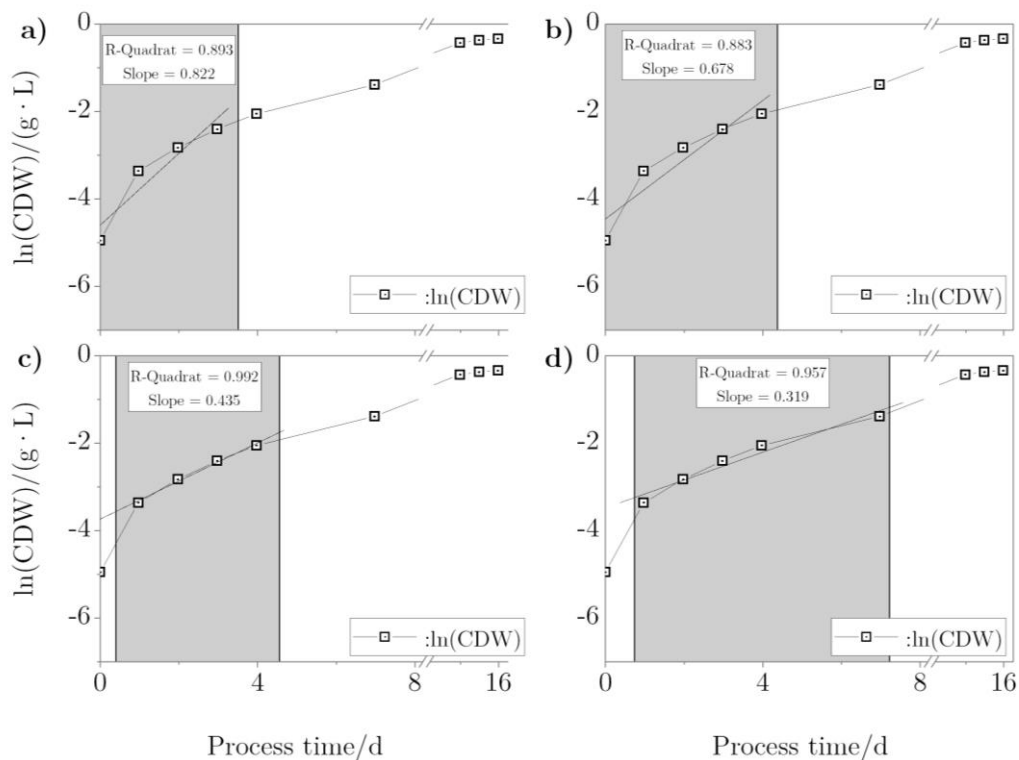 a)
R-Quadrat = 0.893
Slope = 0.822
:ln(CDW)
ln(CDW)/(g · L)
0
-2
-4
-6
b)
R-Quadrat = 0.883
Slope = 0.678
:ln(CDW)
0
-2
-4
-6
c)
R-Quadrat = 0.992
Slope = 0.435
:ln(CDW)
ln(CDW)/(g · L)
0
-2
-4
-6
0 4 8 16
Process time/d
d)
R-Quadrat = 0.957
Slope = 0.319
:ln(CDW)
0
-2
-4
-6
0 4 8 16
Process time/d